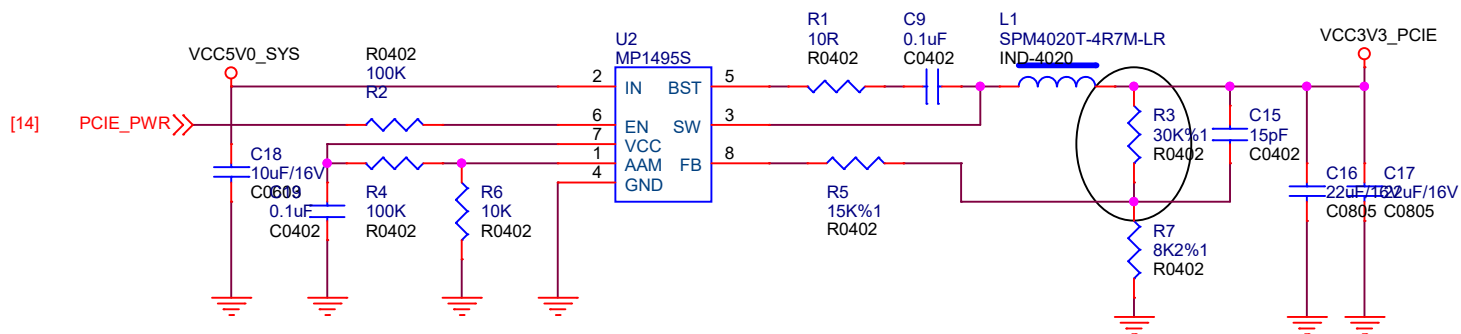 VCC5V0_SYS
R0402
100K
R2
U2
MP1495S
R1
10R
R0402
C9
0.1uF
C0402
L1
SPM4020T-4R7M-LR
IND-4020
VCC3V3_PCIE
[14] PCIE_PWR
2 IN BST 5
6 EN SW 3
7 VCC
1 AAM FB 8
4 GND
C18
10uF/16V
C0603
C19
0.1uF
C0402
R4
100K
R0402
R6
10K
R0402
R5
15K%1
R0402
R3
30K%1
R0402
C15
15pF
C0402
R7
8K2%1
R0402
C16
22uF/16V
C0805
C17
22uF/16V
C0805